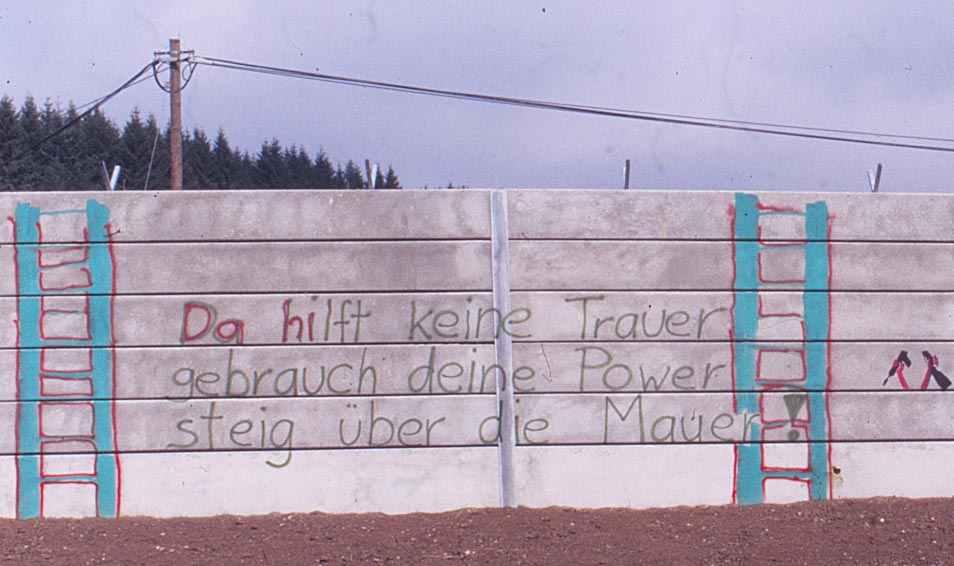 Da hilft keine Trauer
gebrauch deine Power
steig über die Mauer!